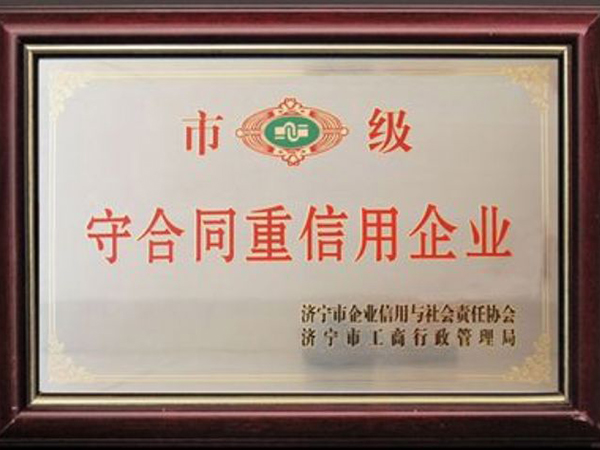 市级
守合同重信用企业
济宁市企业信用与社会责任协会
济宁市工商行政管理局